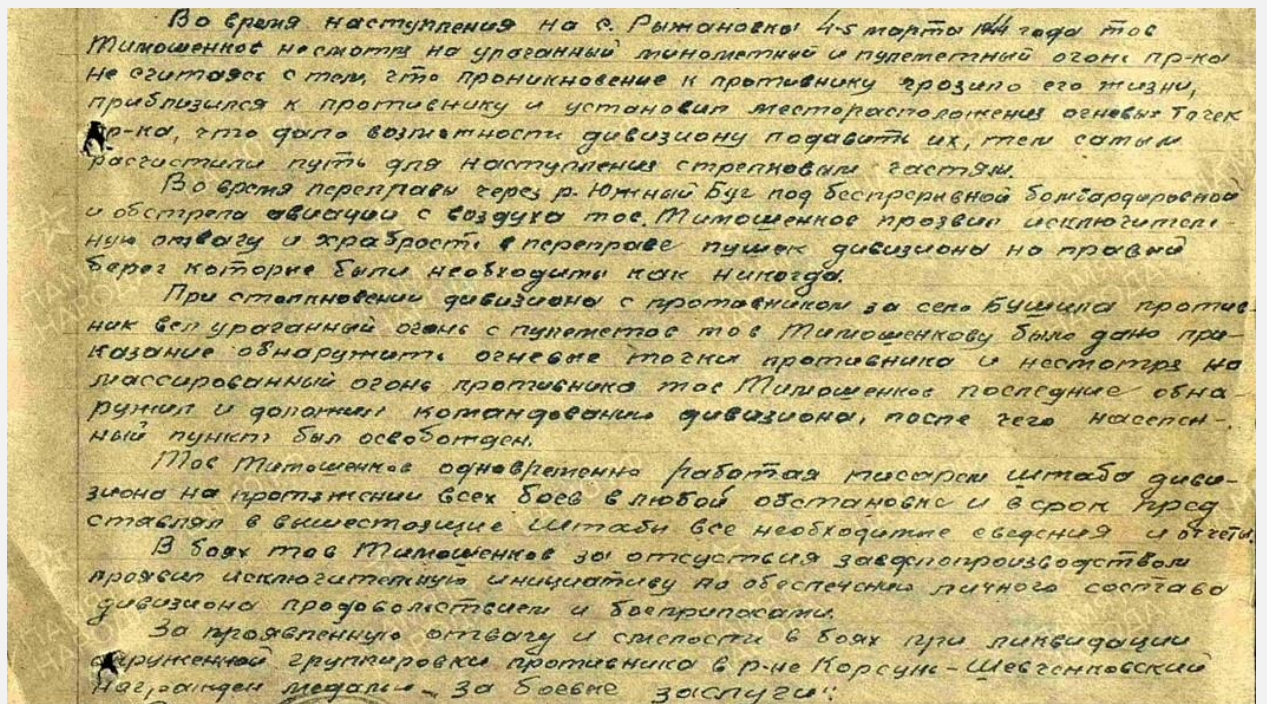 Во время наступления на с. Рыжановка 4-5 марта 1944 года тов
Тимошенков несмотря на ураганный минометный и пулеметный огонь пр-ка
не считаясь с тем, что проникновение к противнику грозило его жизни,
приблизился к противнику и установил месторасположения огневых точек
пр-ка, что дало возможности дивизиону подавить их, тем самым
расчистили путь для наступления стрелковым частям.
Во время переправы через р. Южный Буг под беспрерывной бомбардировкой
и обстрела авиации с воздуха тов. Тимошенков проявил исключитель-
ную отвагу и храбрость в переправе пушек дивизиона на правый
берег которые были необходимы как никогда.
При столкновении дивизиона с противником за село Бушила против-
ник вел ураганный огонь с пулеметов тов Тимошенкову было дано при-
казание обнаружить огневые точки противника и несмотря на
массированный огонь противника тов Тимошенков последние обна-
ружил и доложил командованию дивизиона, после чего населен-
ный пункт был освобожден.
Тов Тимошенков одновременно работая писарем штаба диви-
зиона на протяжении всех боев в любой обстановке и в срок пред
ставлял в вышестоящие штабы все необходимые сведения и отчеты.
В боях тов Тимошенков за отсуствия завделопроизводством
проявил исключительную инициативу по обеспечению личного состава
дивизиона продовольствием и боеприпасами.
За проявленную отвагу и смелость в боях при ликвидации
окруженной группировки противника в р-не Корсунь-Шевченковский
награжден медалью „За боевые заслуги".